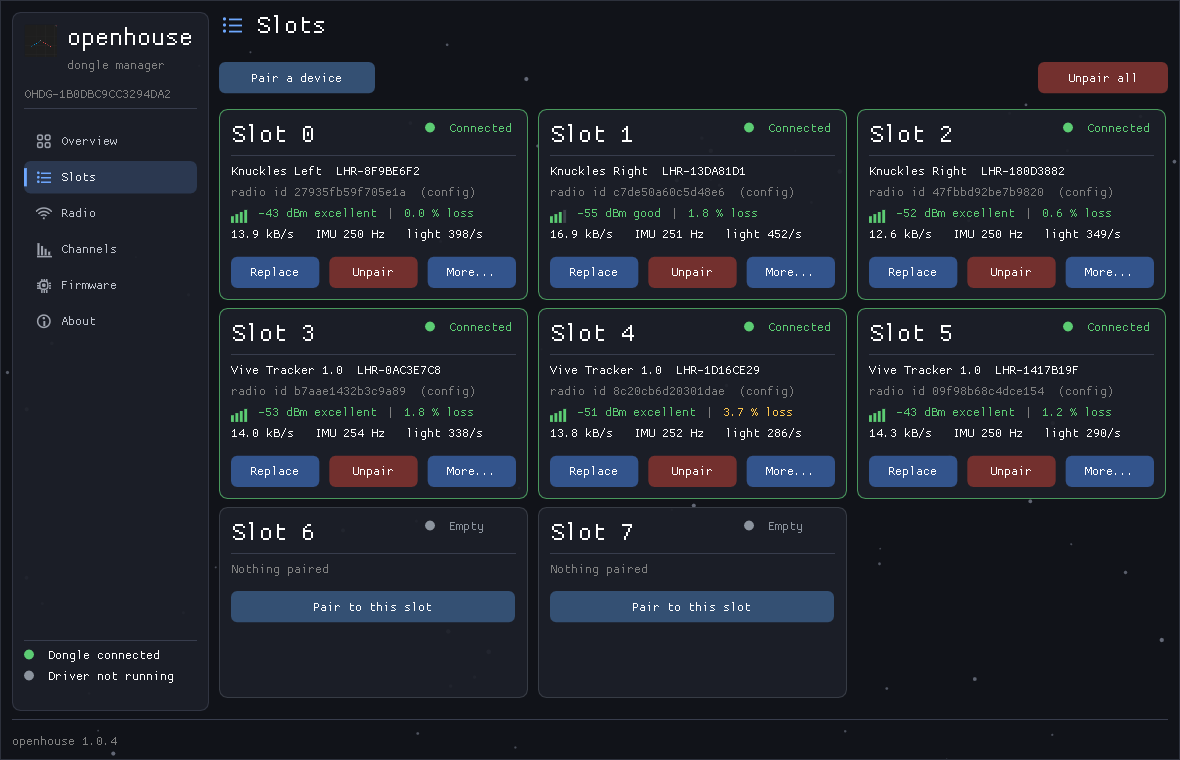 openhouse
dongle manager
OHDG-1B0DBC9CC3294DA2
Overview
Slots
Radio
Channels
Firmware
About
Dongle connected
Driver not running
openhouse 1.0.4
Slots
Pair a device
Unpair all
Slot 0
Connected
Knuckles Left LHR-8F9BE6F2
radio id 27935fb59f705e1a (config)
-43 dBm excellent | 0.0 % loss
13.9 kB/s IMU 250 Hz light 398/s
Replace
Unpair
More...
Slot 1
Connected
Knuckles Right LHR-13DA81D1
radio id c7de50a60c5d48e6 (config)
-55 dBm good | 1.8 % loss
16.9 kB/s IMU 251 Hz light 452/s
Replace
Unpair
More...
Slot 2
Connected
Knuckles Right LHR-180D3882
radio id 47fbbd92be7b9820 (config)
-52 dBm excellent | 0.6 % loss
12.6 kB/s IMU 250 Hz light 349/s
Replace
Unpair
More...
Slot 3
Connected
Vive Tracker 1.0 LHR-0AC3E7C8
radio id b7aae1432b3c9a89 (config)
-53 dBm excellent | 1.8 % loss
14.0 kB/s IMU 254 Hz light 338/s
Replace
Unpair
More...
Slot 4
Connected
Vive Tracker 1.0 LHR-1D16CE29
radio id 8c20cb6d20301dae (config)
-51 dBm excellent | 3.7 % loss
13.8 kB/s IMU 252 Hz light 286/s
Replace
Unpair
More...
Slot 5
Connected
Vive Tracker 1.0 LHR-1417B19F
radio id 09f98b68c4dce154 (config)
-43 dBm excellent | 1.2 % loss
14.3 kB/s IMU 250 Hz light 290/s
Replace
Unpair
More...
Slot 6
Empty
Nothing paired
Pair to this slot
Slot 7
Empty
Nothing paired
Pair to this slot